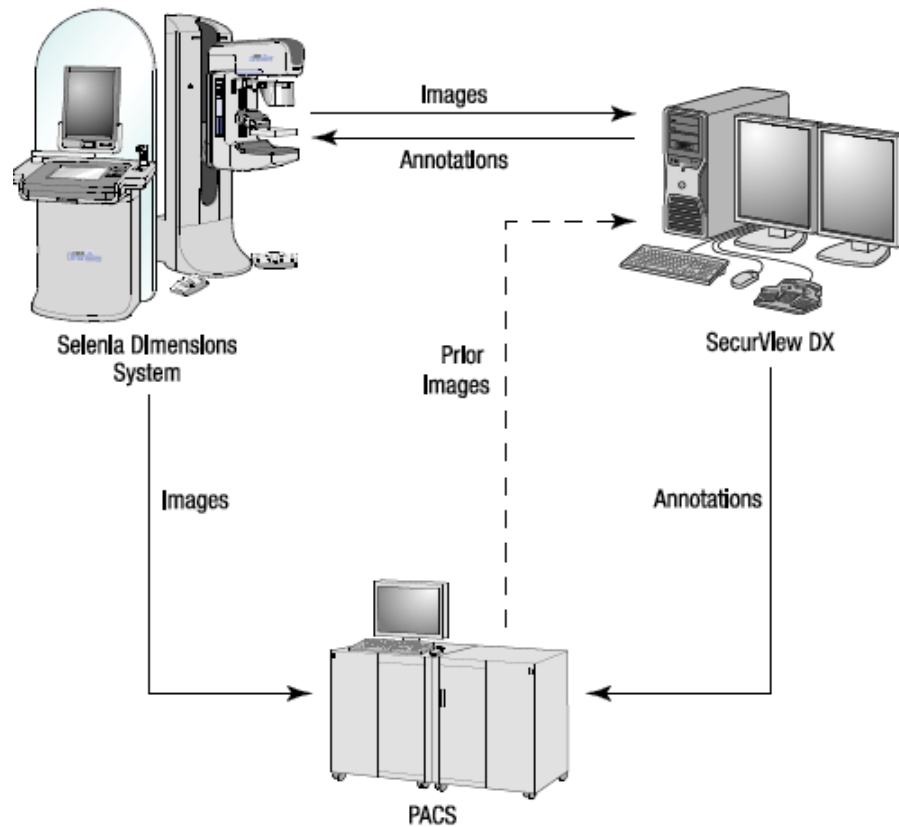 Images
Annotations
Selenia Dimensions
System
SecurView DX
Prior
Images
Images
Annotations
PACS